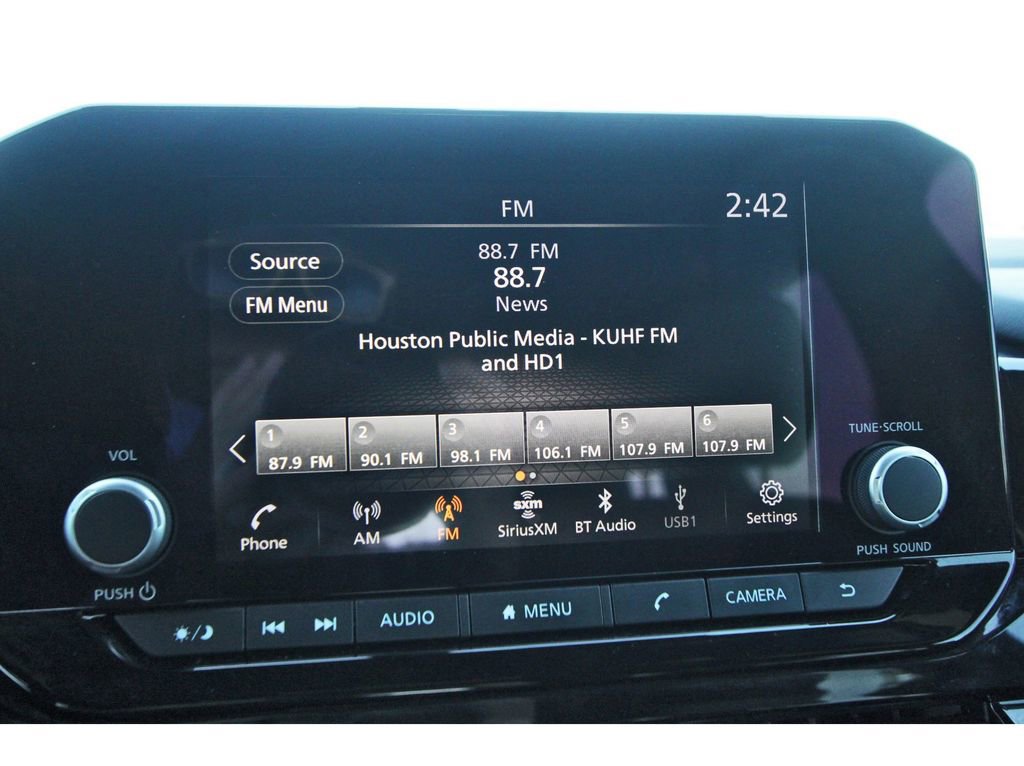 FM
2:42
Source
88.7 FM
88.7
FM Menu
News
Houston Public Media - KUHF FM
and HD1
1 87.9 FM
2 90.1 FM
3 98.1 FM
4 106.1 FM
5 107.9 FM
6 107.9 FM
VOL
TUNE·SCROLL
Phone
AM
FM
sxm
SiriusXM
BT Audio
USB1
Settings
PUSH
PUSH SOUND
AUDIO
MENU
CAMERA